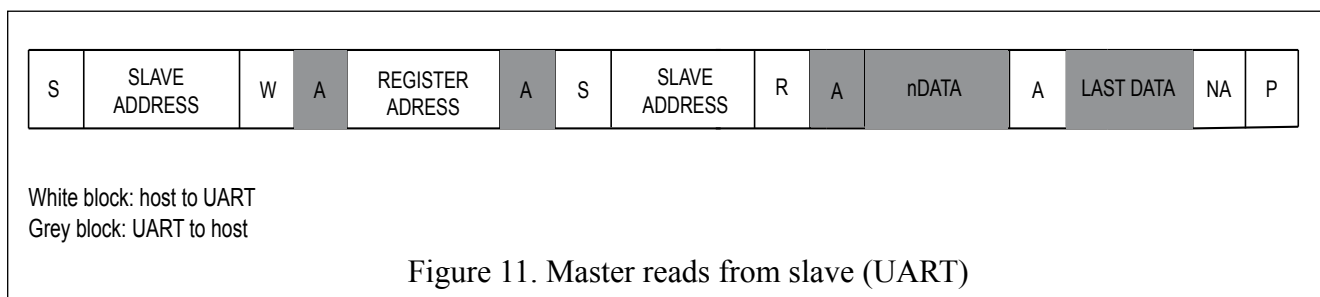 S SLAVE ADDRESS W A REGISTER ADRESS A S SLAVE ADDRESS R A nDATA A LAST DATA NA P
White block: host to UART
Grey block: UART to host
Figure 11. Master reads from slave (UART)